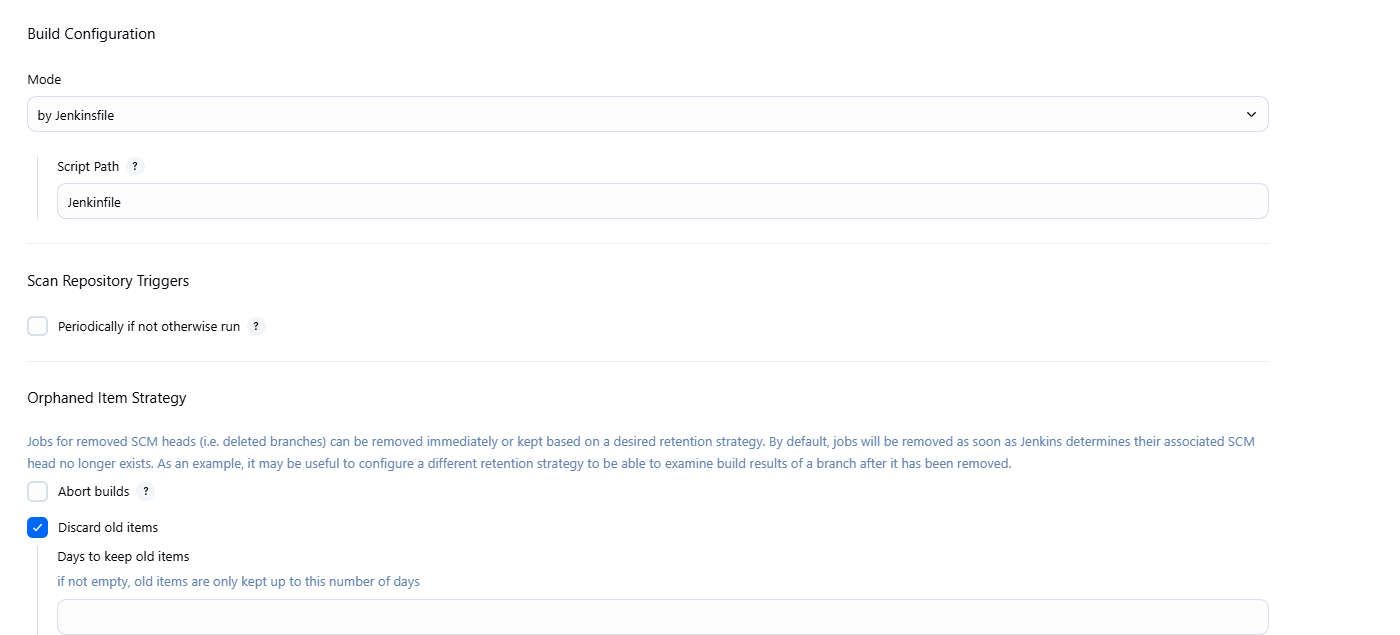 Build Configuration
Mode
by Jenkinsfile
Script Path ?
Jenkinfile
Scan Repository Triggers
Periodically if not otherwise run ?
Orphaned Item Strategy
Jobs for removed SCM heads (i.e. deleted branches) can be removed immediately or kept based on a desired retention strategy. By default, jobs will be removed as soon as Jenkins determines their associated SCM
head no longer exists. As an example, it may be useful to configure a different retention strategy to be able to examine build results of a branch after it has been removed.
Abort builds ?
Discard old items
Days to keep old items
if not empty, old items are only kept up to this number of days